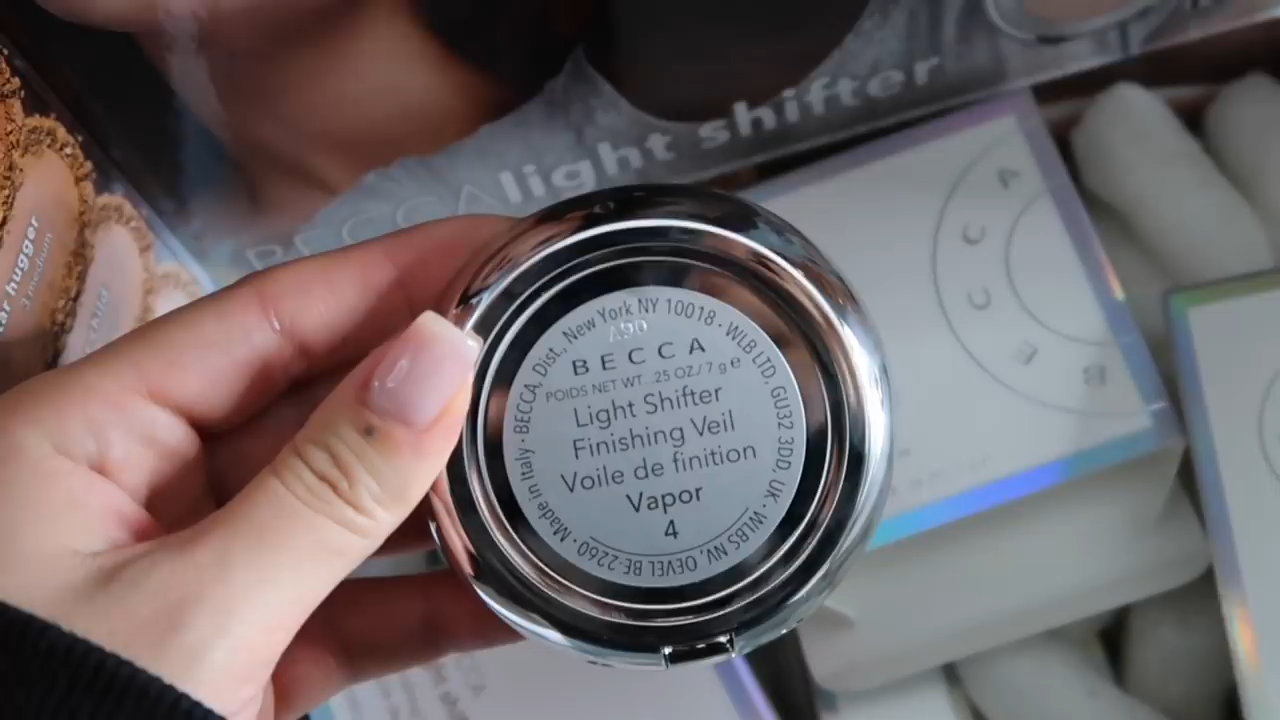 BECCA light shifter
hugger
3 medium
BECCA
BECCA, Dist., New York NY 10018 · WLB LTD, GU32 3DD, UK · WLBS NV, OEVEL BE-2260 · Made in Italy ·
A90
BECCA
POIDS NET WT. .25 OZ./ 7 g e
Light Shifter
Finishing Veil
Voile de finition
Vapor
4